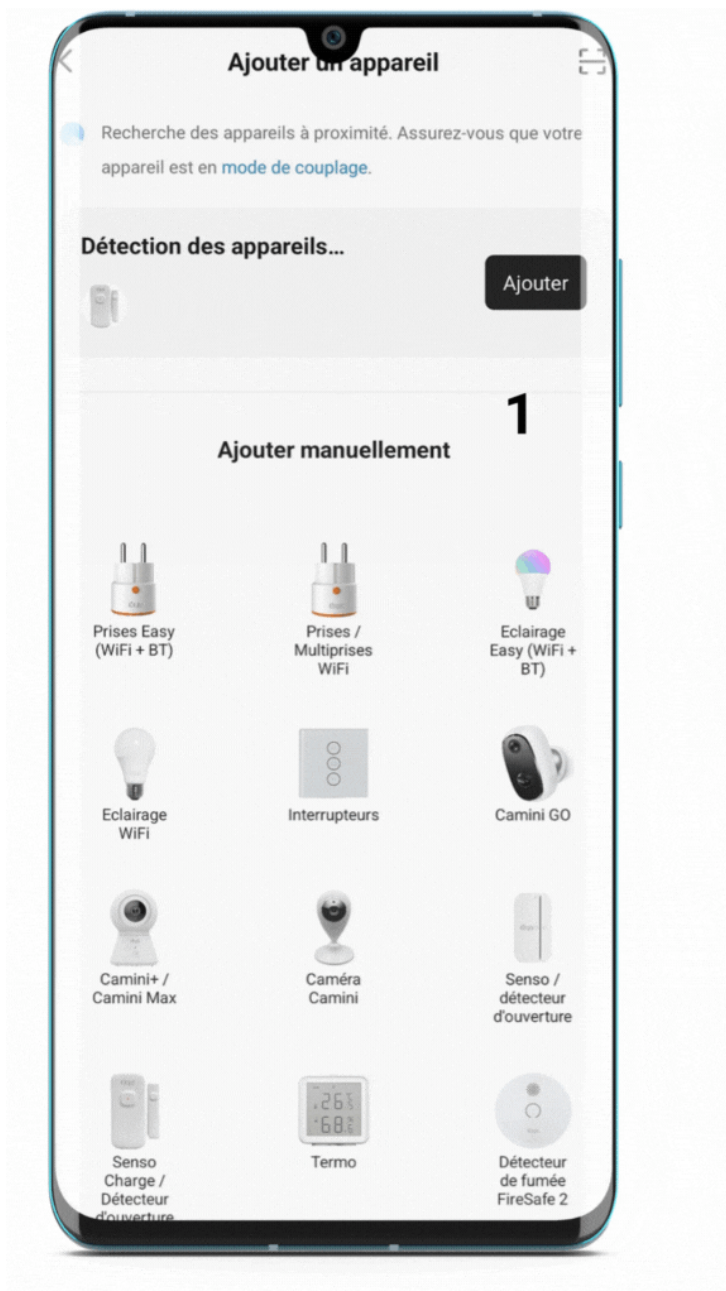 Ajouter un appareil
Recherche des appareils à proximité. Assurez-vous que votre
appareil est en mode de couplage.
Détection des appareils...
Ajouter
1
Ajouter manuellement
Prises Easy
(WiFi + BT)
Prises /
Multiprises
WiFi
Eclairage
Easy (WiFi +
BT)
Eclairage
WiFi
Interrupteurs
Camini GO
Camini+ /
Camini Max
Caméra
Camini
Senso /
détecteur
d'ouverture
Senso
Charge /
Détecteur
d'ouverture
Termo
Détecteur
de fumée
FireSafe 2